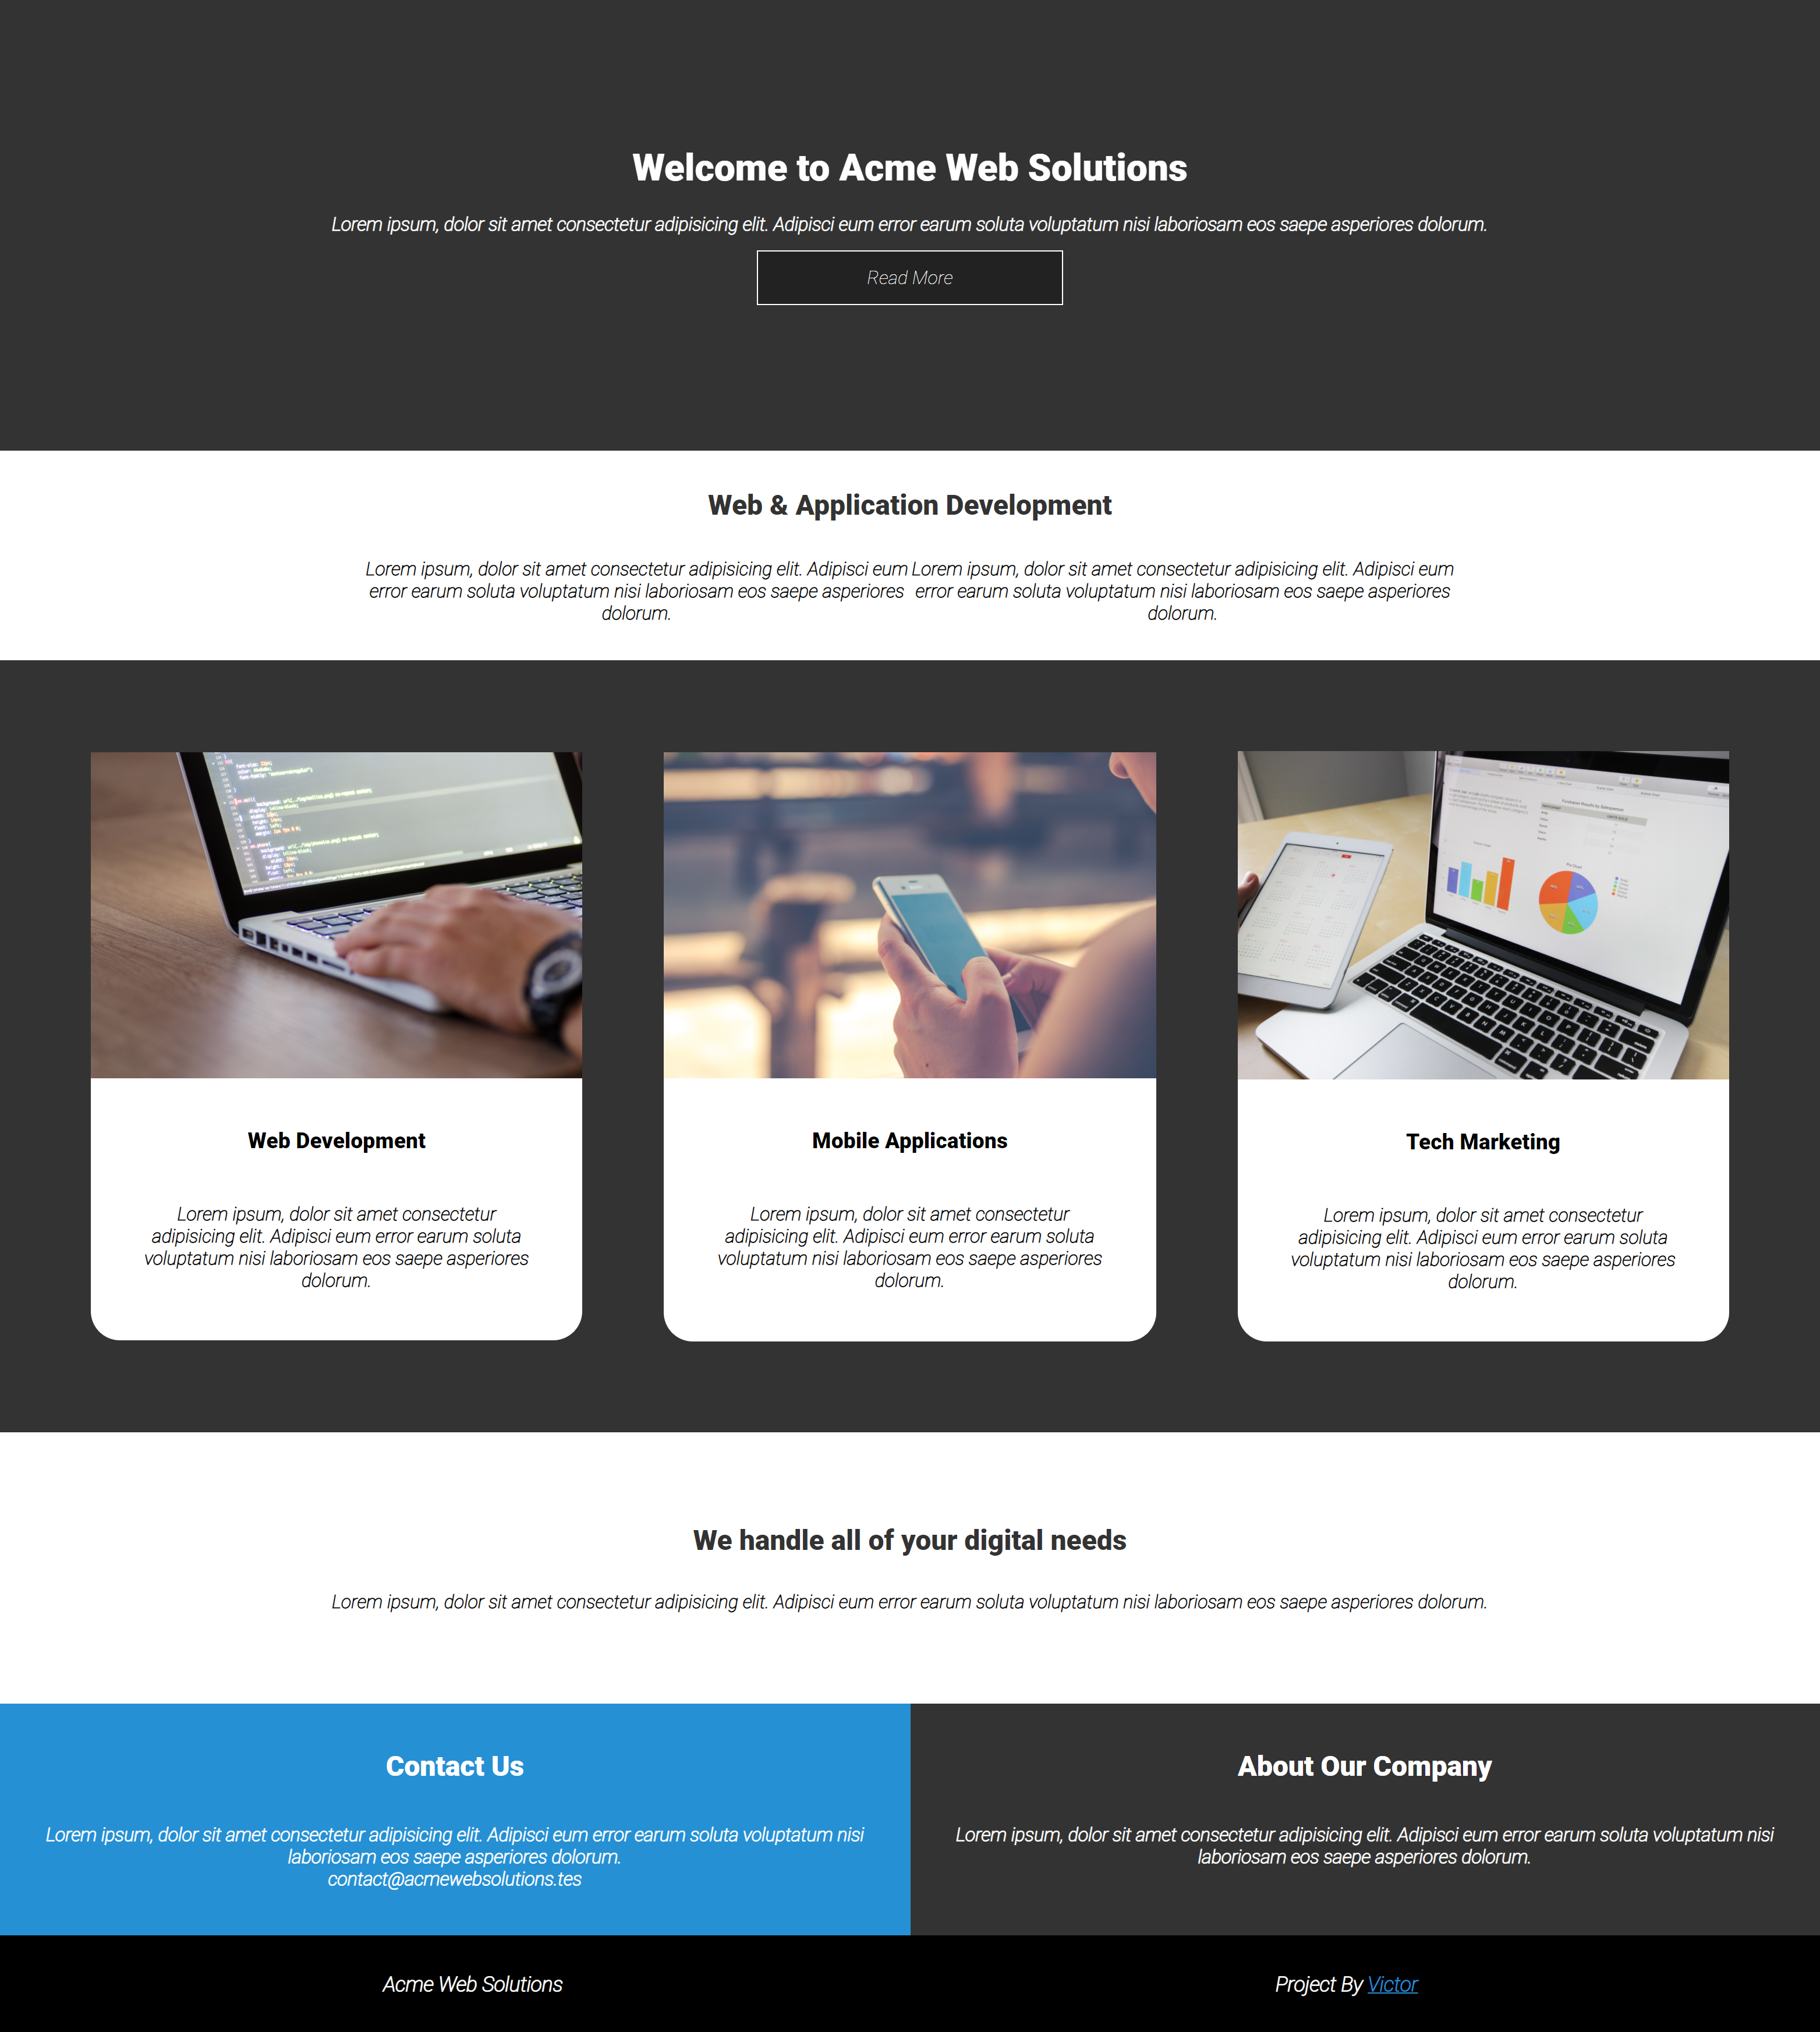 Welcome to Acme Web Solutions
Lorem ipsum, dolor sit amet consectetur adipisicing elit. Adipisci eum error earum soluta voluptatum nisi laboriosam eos saepe asperiores dolorum.
Read More
Web & Application Development
Lorem ipsum, dolor sit amet consectetur adipisicing elit. Adipisci eum
error earum soluta voluptatum nisi laboriosam eos saepe asperiores
dolorum.
Lorem ipsum, dolor sit amet consectetur adipisicing elit. Adipisci eum
error earum soluta voluptatum nisi laboriosam eos saepe asperiores
dolorum.
Web Development
Lorem ipsum, dolor sit amet consectetur
adipisicing elit. Adipisci eum error earum soluta
voluptatum nisi laboriosam eos saepe asperiores
dolorum.
Mobile Applications
Lorem ipsum, dolor sit amet consectetur
adipisicing elit. Adipisci eum error earum soluta
voluptatum nisi laboriosam eos saepe asperiores
dolorum.
Fundraiser Results by Salesperson
Pie Chart
Tech Marketing
Lorem ipsum, dolor sit amet consectetur
adipisicing elit. Adipisci eum error earum soluta
voluptatum nisi laboriosam eos saepe asperiores
dolorum.
We handle all of your digital needs
Lorem ipsum, dolor sit amet consectetur adipisicing elit. Adipisci eum error earum soluta voluptatum nisi laboriosam eos saepe asperiores dolorum.
Contact Us
Lorem ipsum, dolor sit amet consectetur adipisicing elit. Adipisci eum error earum soluta voluptatum nisi
laboriosam eos saepe asperiores dolorum.
contact@acmewebsolutions.tes
About Our Company
Lorem ipsum, dolor sit amet consectetur adipisicing elit. Adipisci eum error earum soluta voluptatum nisi
laboriosam eos saepe asperiores dolorum.
Acme Web Solutions
Project By Victor